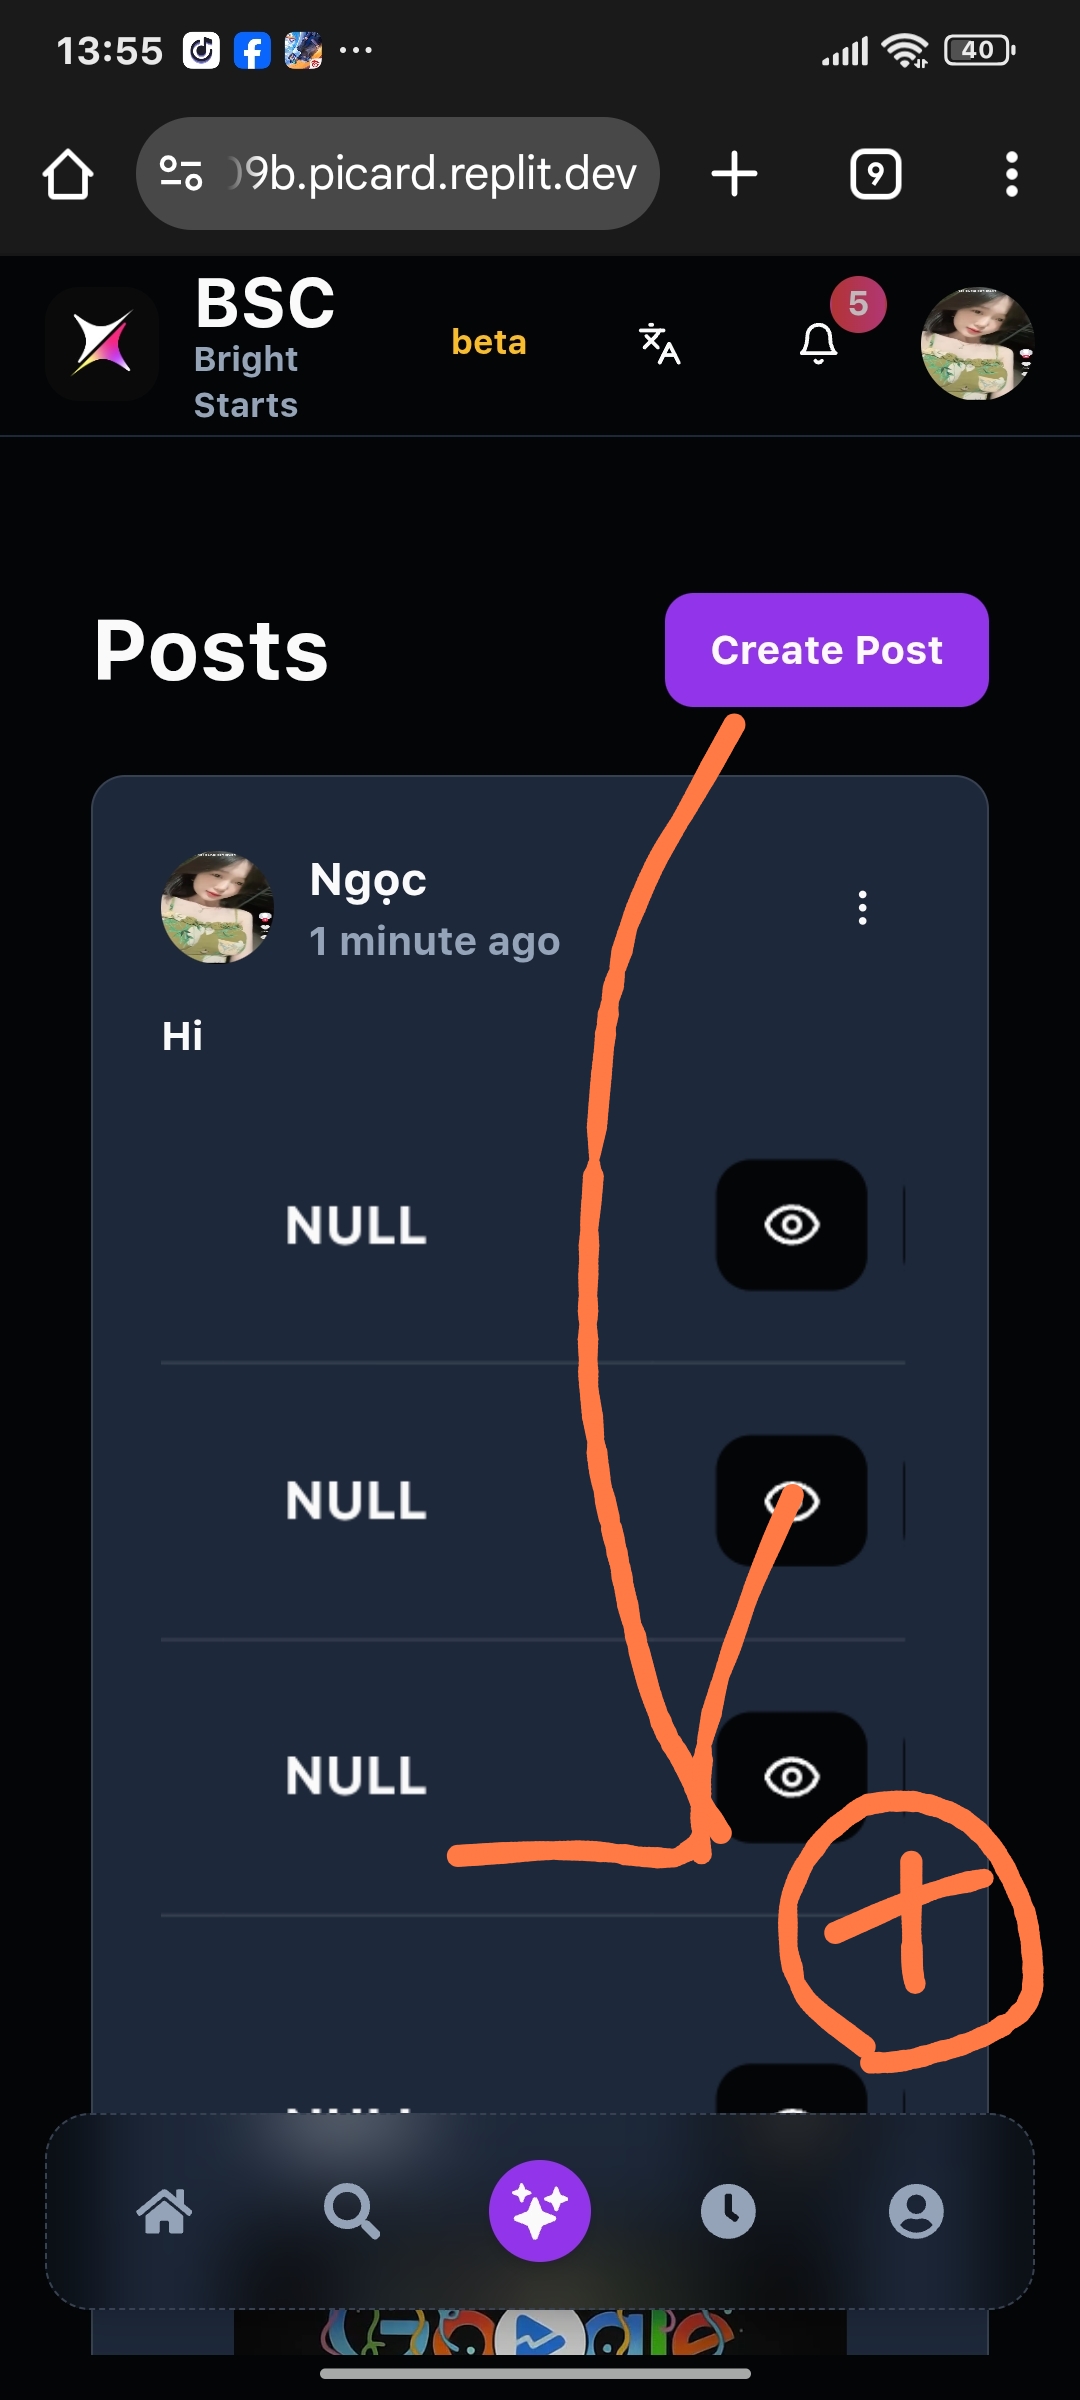 13:55
40
9b.picard.replit.dev
9
BSC
Bright
Starts
beta
5
Posts
Create Post
Ngọc
1 minute ago
Hi
NULL
NULL
NULL